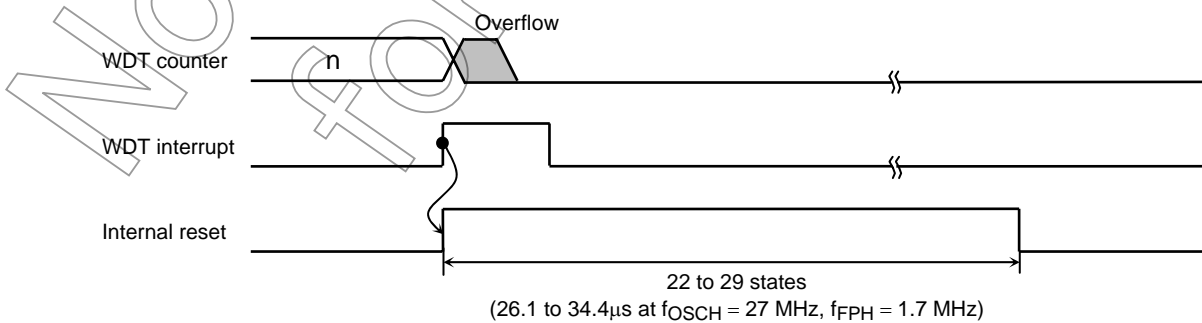 Overflow
WDT counter
n
WDT interrupt
Internal reset
22 to 29 states
(26.1 to 34.4μs at fOSCH = 27 MHz, fFPH = 1.7 MHz)